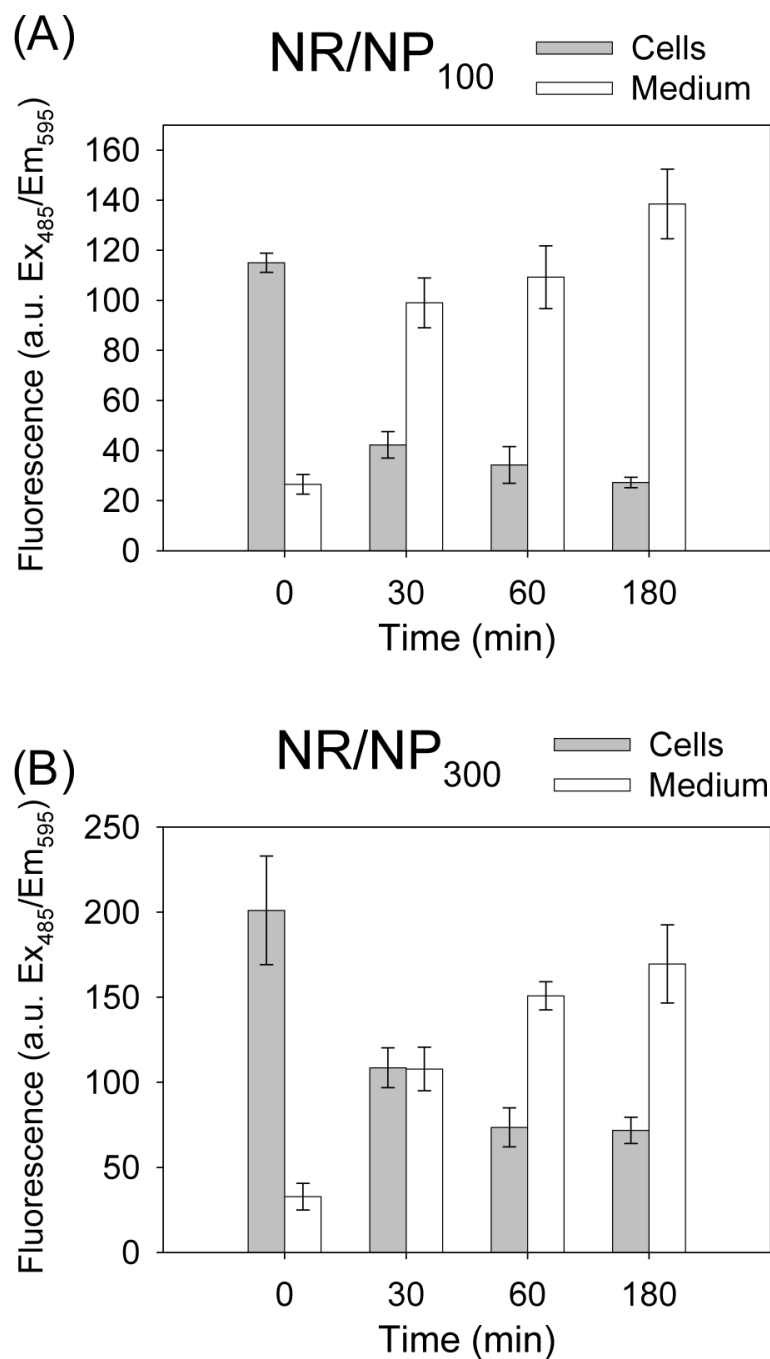 (A)
NR/NP100
Cells
Medium
Fluorescence (a.u. Ex485/Em595)
160
140
120
100
80
60
40
20
0
0 30 60 180
Time (min)
(B)
NR/NP300
Cells
Medium
Fluorescence (a.u. Ex485/Em595)
250
200
150
100
50
0
0 30 60 180
Time (min)